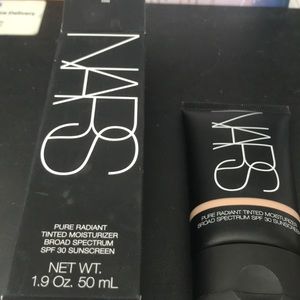 NARS
PURE RADIANT
TINTED MOISTURIZER
BROAD SPECTRUM
SPF 30 SUNSCREEN
NET WT.
1.9 Oz. 50 mL
NARS
PURE RADIANT TINTED MOISTURIZER
BROAD SPECTRUM SPF 30 SUNSCREEN